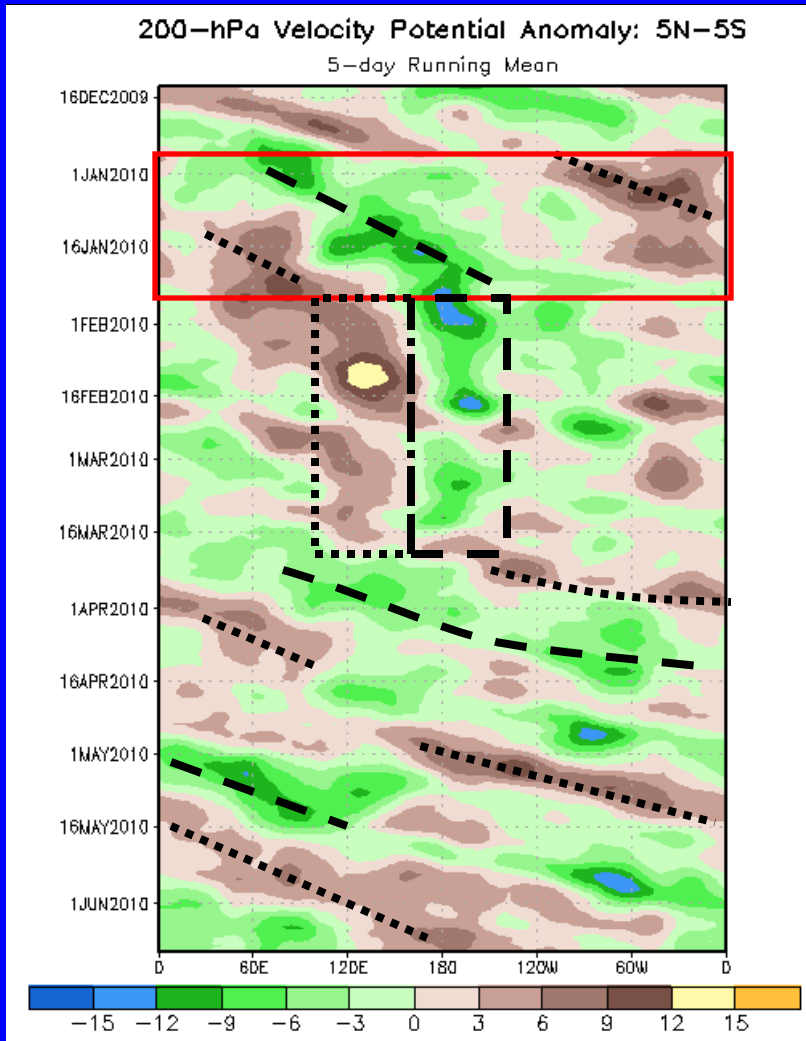 200-hPa Velocity Potential Anomaly: 5N-5S
5-day Running Mean
16DEC2009
1JAN2010
16JAN2010
1FEB2010
16FEB2010
1MAR2010
16MAR2010
1APR2010
16APR2010
1MAY2010
16MAY2010
1JUN2010
0 60E 120E 180 120W 60W 0
-15 -12 -9 -6 -3 0 3 6 9 12 15